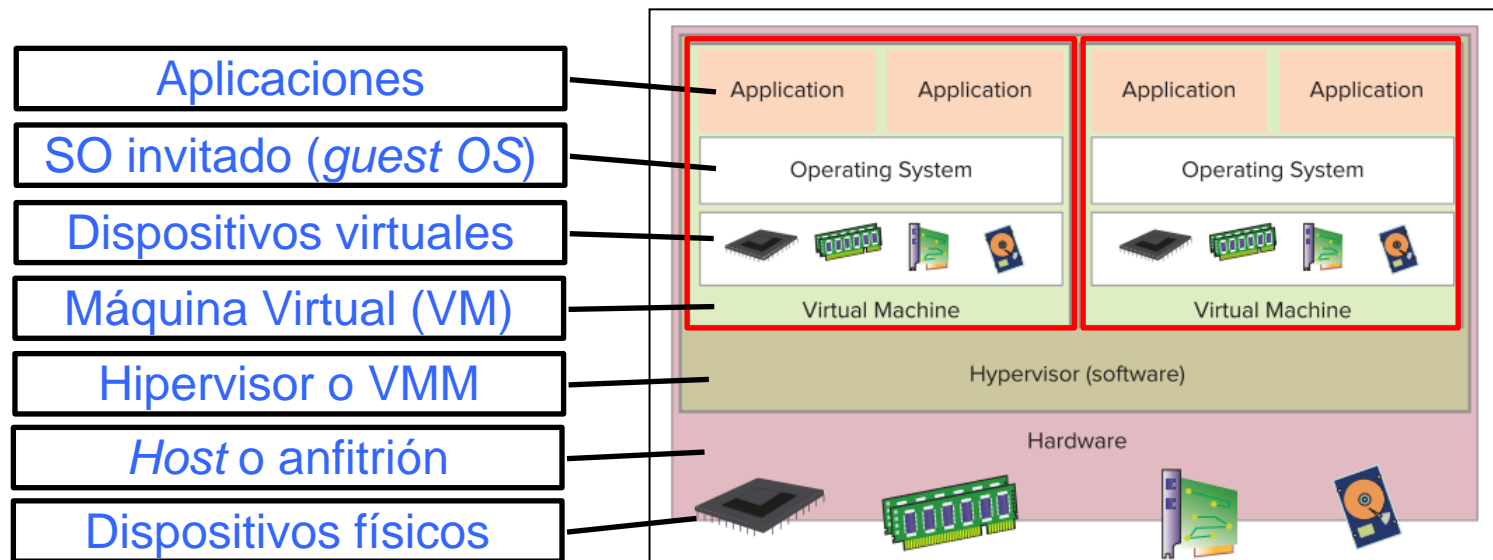 Aplicaciones
SO invitado (guest OS)
Dispositivos virtuales
Máquina Virtual (VM)
Hipervisor o VMM
Host o anfitrión
Dispositivos físicos
Application Application Application Application
Operating System Operating System
Virtual Machine Virtual Machine
Hypervisor (software)
Hardware